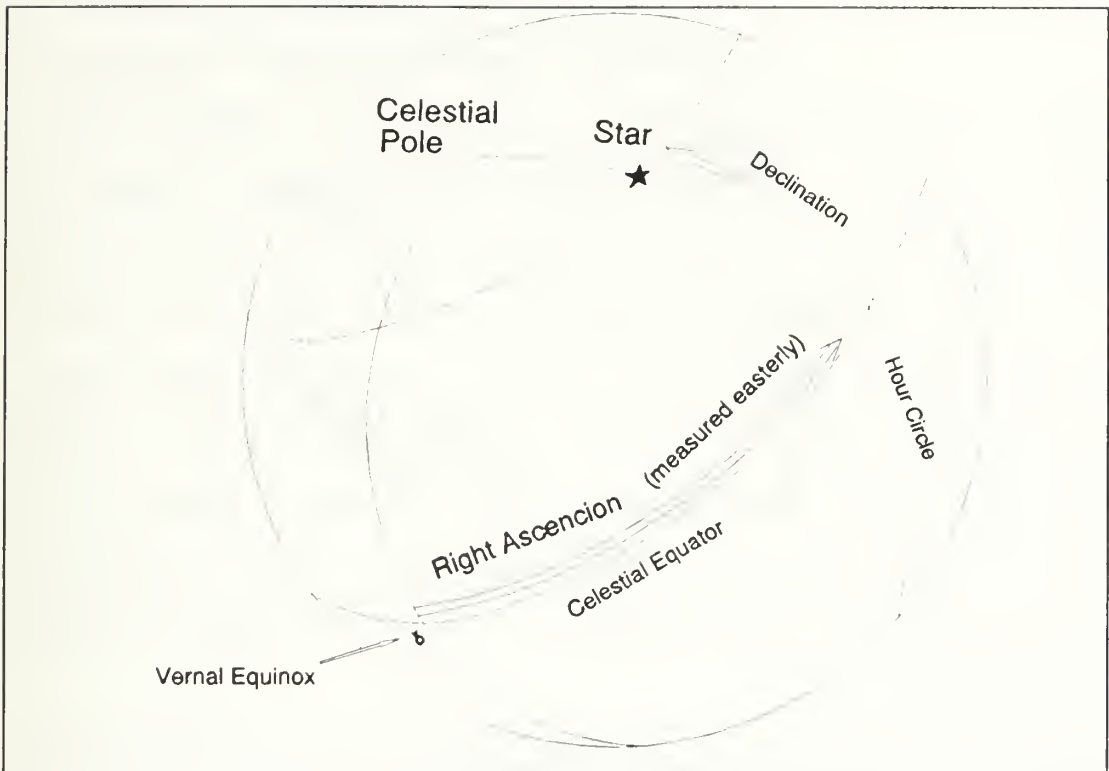 Celestial
Pole
Star
Declination
(measured easterly)
Hour Circle
Right Ascencion
Celestial Equator
Vernal Equinox